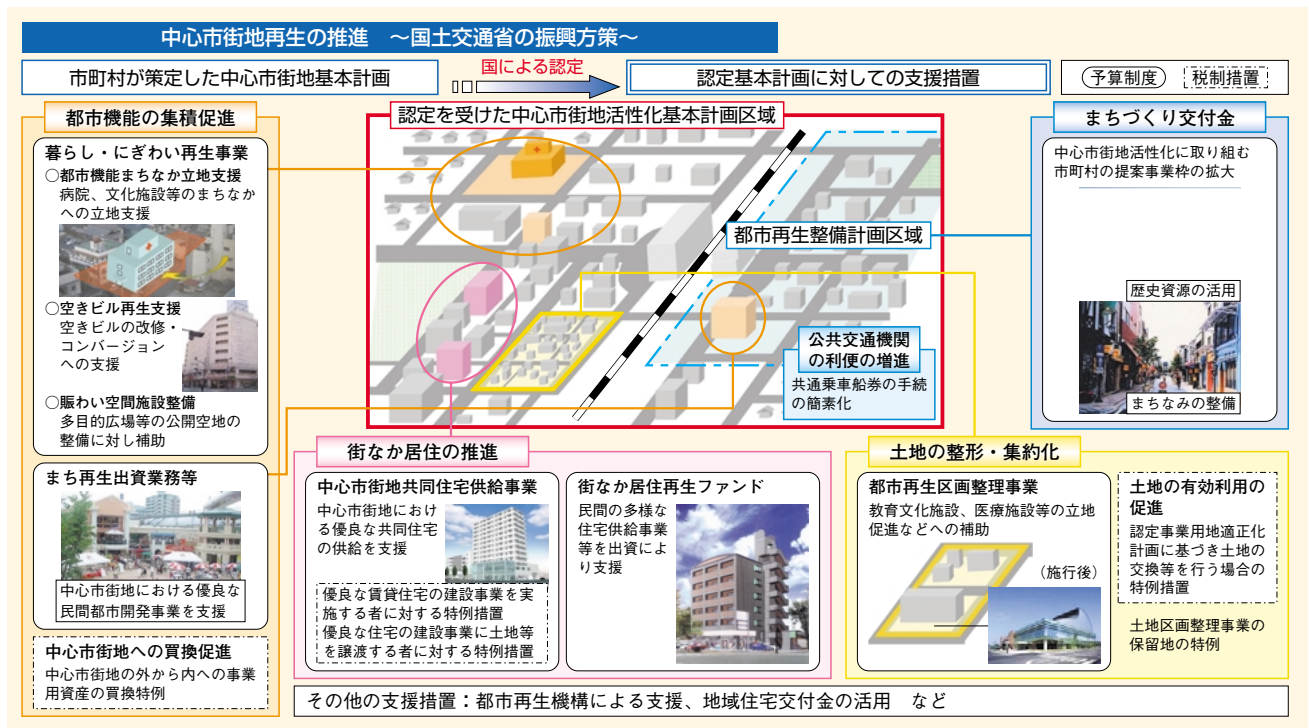 中心市街地再生の推進　～国土交通省の振興方策～
市町村が策定した中心市街地基本計画
国による認定
認定基本計画に対しての支援措置
予算制度
税制措置
都市機能の集積促進
暮らし・にぎわい再生事業
○都市機能まちなか立地支援
病院、文化施設等のまちなか
への立地支援
○空きビル再生支援
空きビルの改修・
コンバージョン
への支援
○賑わい空間施設整備
多目的広場等の公開空地の
整備に対し補助
まち再生出資業務等
中心市街地における優良な
民間都市開発事業を支援
中心市街地への買換促進
中心市街地の外から内への事業
用資産の買換特例
認定を受けた中心市街地活性化基本計画区域
都市再生整備計画区域
公共交通機関
の利便の増進
共通乗車船券の手続
の簡素化
まちづくり交付金
中心市街地活性化に取り組む
市町村の提案事業枠の拡大
歴史資源の活用
まちなみの整備
街なか居住の推進
中心市街地共同住宅供給事業
中心市街地におけ
る優良な共同住宅
の供給を支援
優良な賃貸住宅の建設事業を実
施する者に対する特例措置
優良な住宅の建設事業に土地等
を譲渡する者に対する特例措置
街なか居住再生ファンド
民間の多様な
住宅供給事業
等を出資によ
り支援
土地の整形・集約化
都市再生区画整理事業
教育文化施設、医療施設等の立地
促進などへの補助
（施行後）
土地の有効利用の
促進
認定事業用地適正化
計画に基づき土地の
交換等を行う場合の
特例措置
土地区画整理事業の
保留地の特例
その他の支援措置：都市再生機構による支援、地域住宅交付金の活用　など